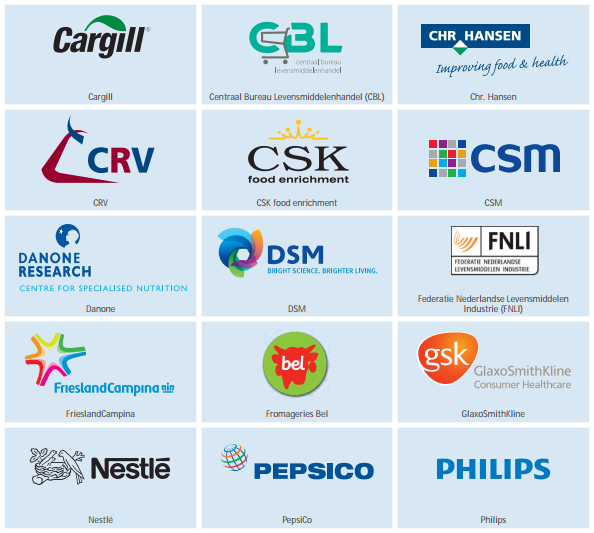 Cargill®
Cargill
CBL
centraal bureau
levensmiddelenhandel
Centraal Bureau Levensmiddelenhandel (CBL)
CHR HANSEN
Improving food & health
Chr. Hansen
CRV
CRV
CSK
food enrichment
CSK food enrichment
csm
CSM
DANONE
RESEARCH
CENTRE FOR SPECIALISED NUTRITION
Danone
DSM
BRIGHT SCIENCE. BRIGHTER LIVING.
DSM
FNLI
FEDERATIE NEDERLANDSE
LEVENSMIDDELEN INDUSTRIE
Federatie Nederlandse Levensmiddelen
Industrie (FNLI)
FrieslandCampina
FrieslandCampina
bel
Fromageries Bel
gsk
GlaxoSmithKline
Consumer Healthcare
GlaxoSmithKline
Nestlé
Nestlé
PEPSICO
PepsiCo
PHILIPS
Philips